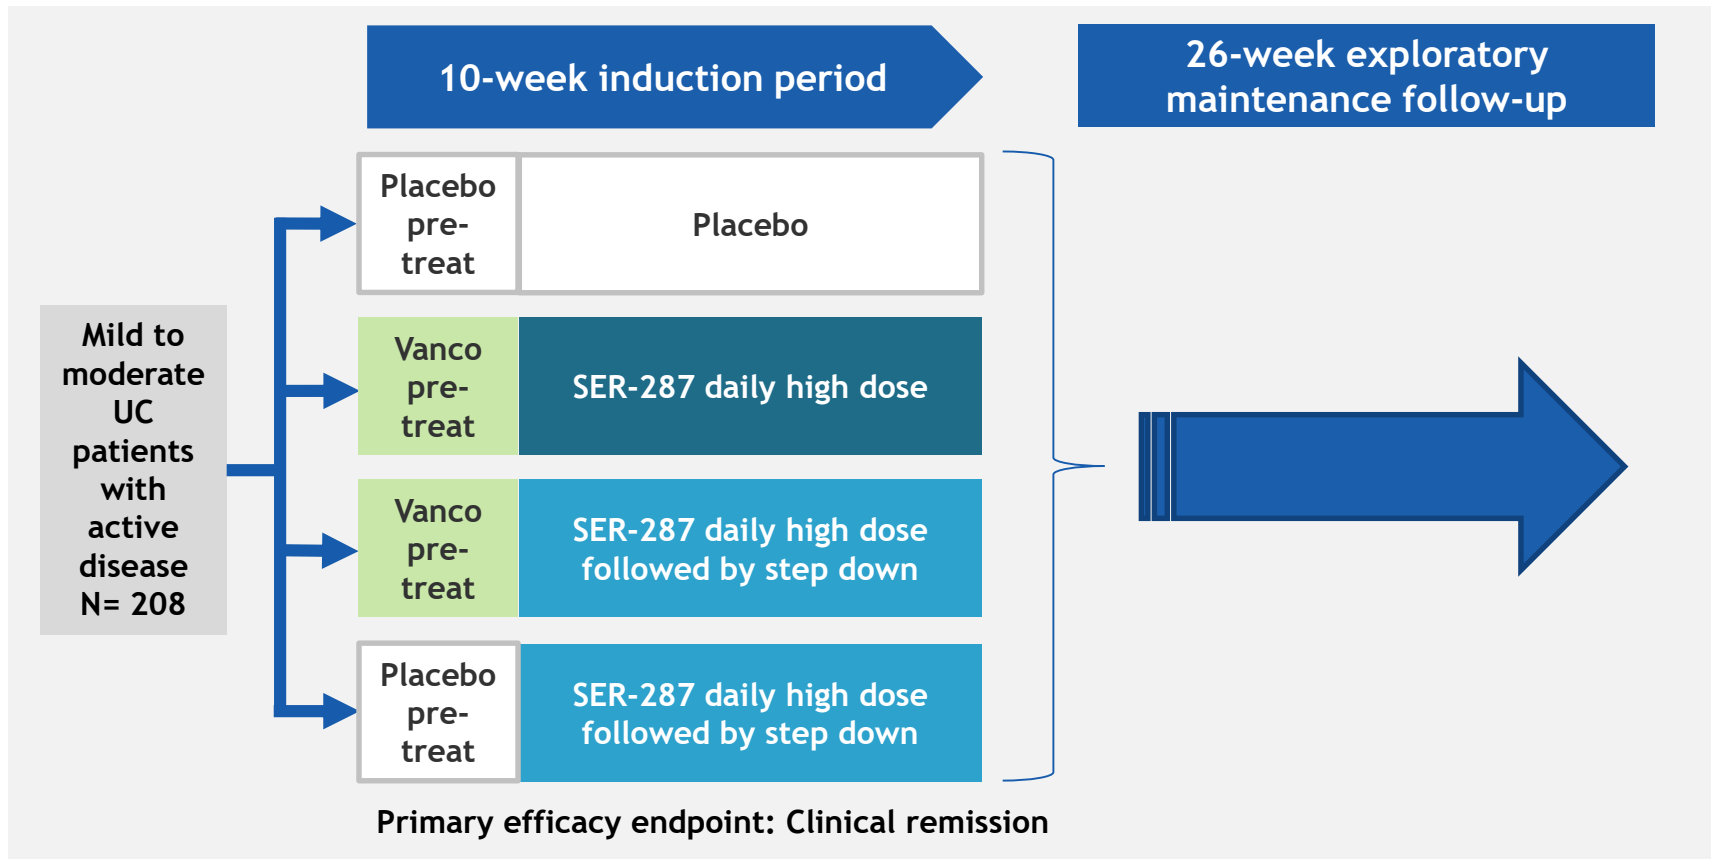 10-week induction period
26-week exploratory
maintenance follow-up
Mild to
moderate
UC
patients
with
active
disease
N= 208
Placebo
pre-
treat
Placebo
Vanco
pre-
treat
SER-287 daily high dose
Vanco
pre-
treat
SER-287 daily high dose
followed by step down
Placebo
pre-
treat
SER-287 daily high dose
followed by step down
Primary efficacy endpoint: Clinical remission